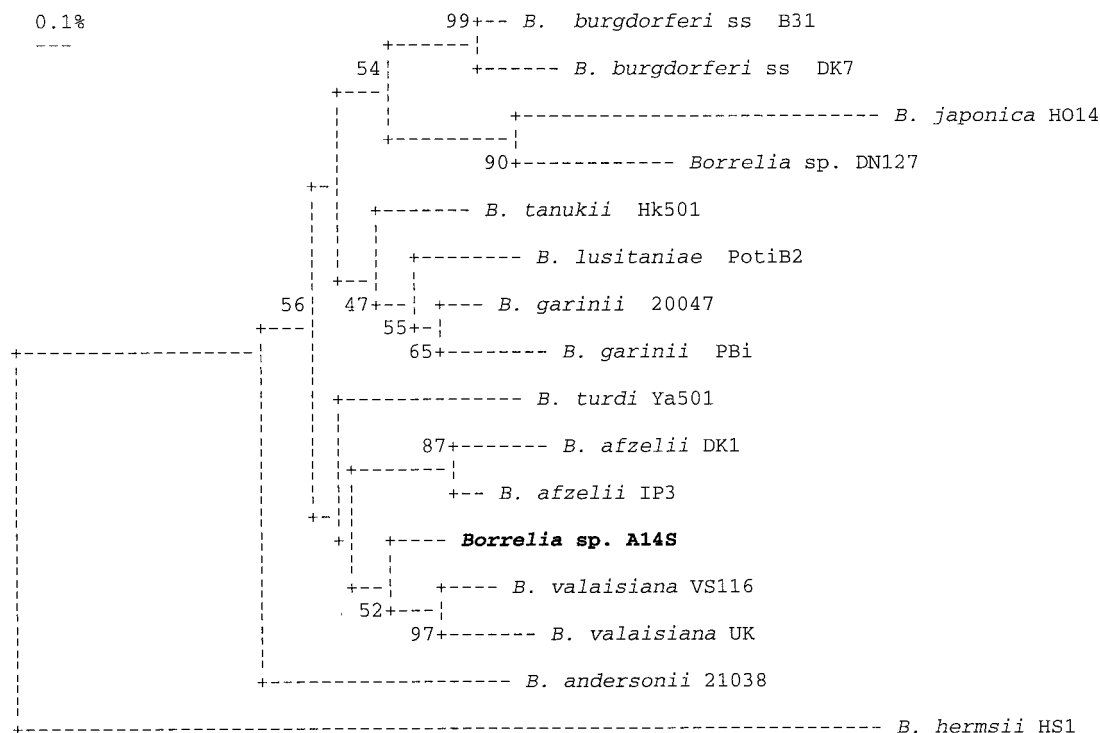 0.1%
99 B. burgdorferi ss B31
54
B. burgdorferi ss DK7
B. japonica HO14
90 Borrelia sp. DN127
B. tanukii Hk501
B. lusitaniae PotiB2
56 47 B. garinii 20047
55
65 B. garinii PBi
B. turdi Ya501
87 B. afzelii DK1
B. afzelii IP3
Borrelia sp. A14S
B. valaisiana VS116
52
97 B. valaisiana UK
B. andersonii 21038
B. hermsii HS1